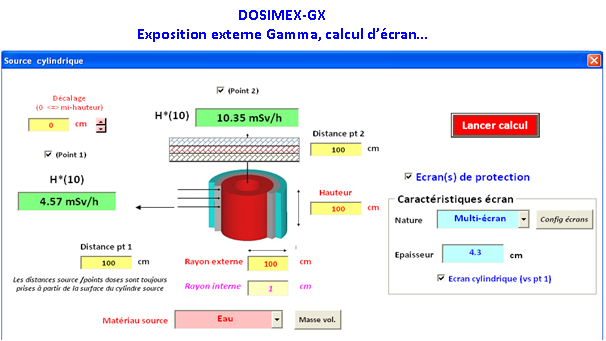 DOSIMEX-GX
Exposition externe Gamma, calcul d'écran...
Source cylindrique
Décalage
(0 <=> mi-hauteur)
0 cm
(Point 2)
H*(10) 10.35 mSv/h
Distance pt 2
100 cm
Lancer calcul
(Point 1)
H*(10)
4.57 mSv/h
Ecran(s) de protection
Hauteur
100 cm
Caractéristiques écran
Nature Multi-écran Config écrans
Epaisseur 4.3 cm
Ecran cylindrique (vs pt 1)
Distance pt 1
100 cm
Rayon externe 100 cm
Les distances source /points doses sont toujours
prises à partir de la surface du cylindre source
Rayon interne 1 cm
Matériau source Eau Masse vol.